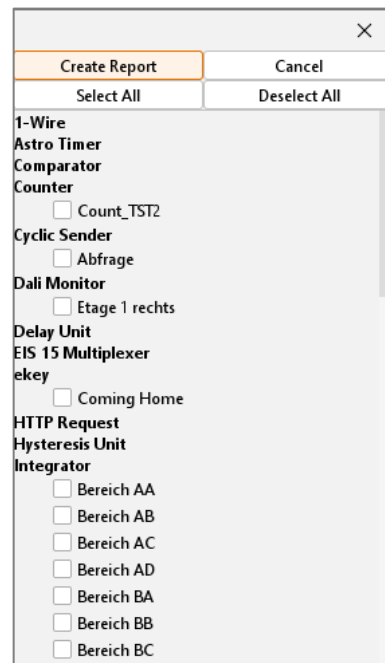 Create Report Cancel
Select All Deselect All
1-Wire
Astro Timer
Comparator
Counter
Count_TST2
Cyclic Sender
Abfrage
Dali Monitor
Etage 1 rechts
Delay Unit
EIS 15 Multiplexer
ekey
Coming Home
HTTP Request
Hysteresis Unit
Integrator
Bereich AA
Bereich AB
Bereich AC
Bereich AD
Bereich BA
Bereich BB
Bereich BC